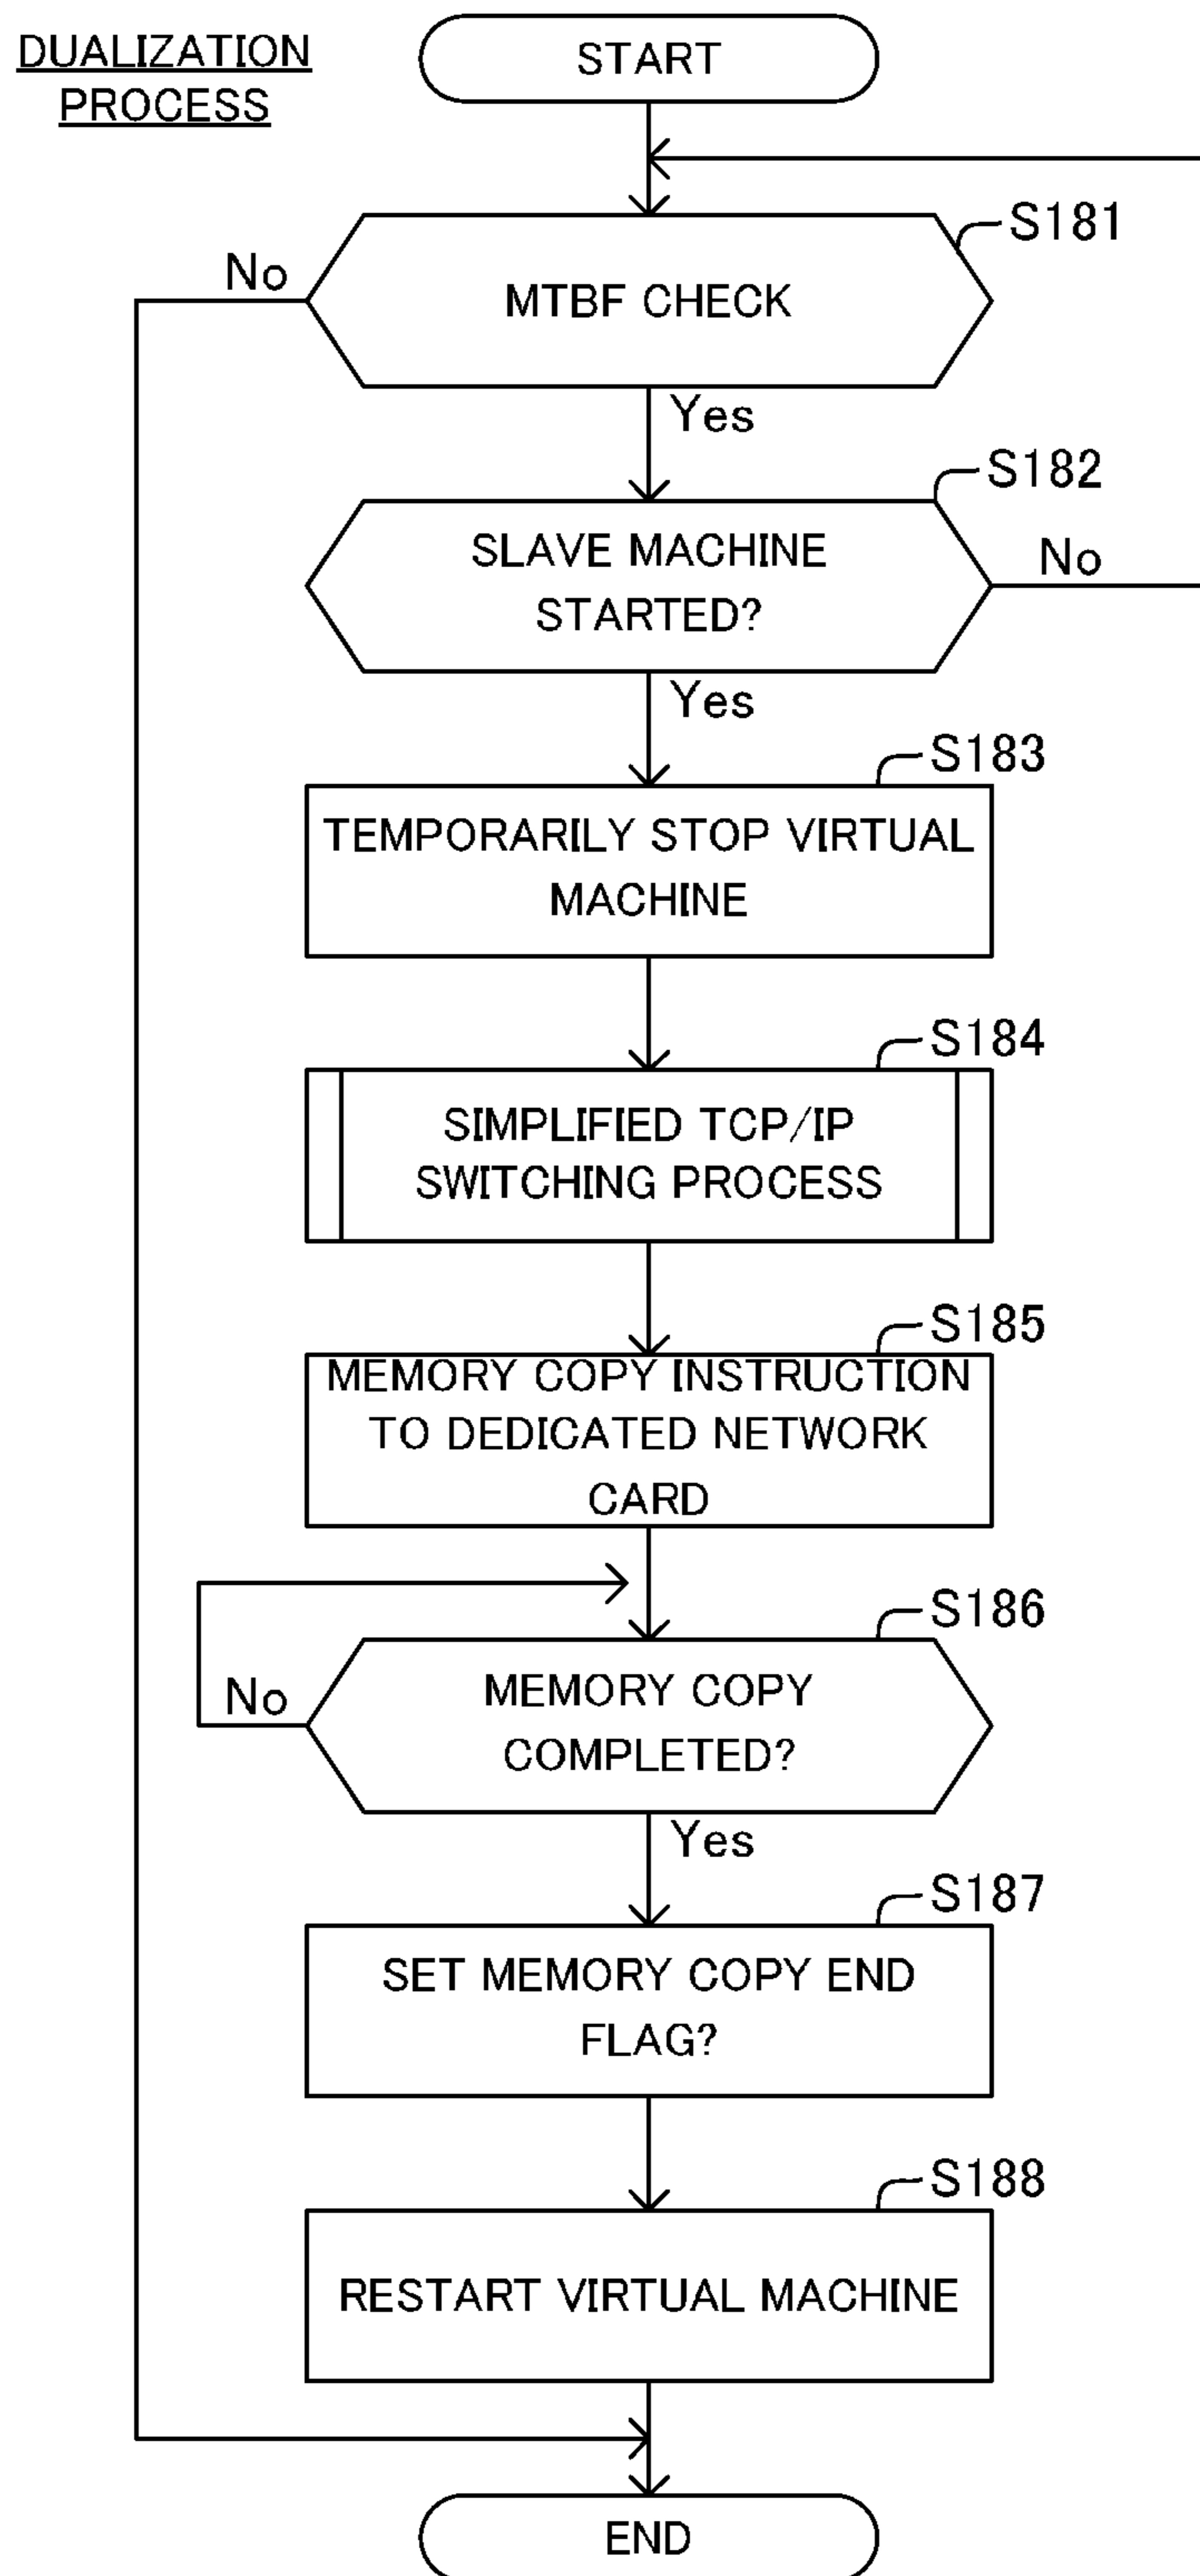 DUALIZATION
PROCESS
START
S181
No
MTBF CHECK
Yes
S182
SLAVE MACHINE
STARTED?
No
Yes
S183
TEMPORARILY STOP VIRTUAL
MACHINE
S184
SIMPLIFIED TCP/IP
SWITCHING PROCESS
S185
MEMORY COPY INSTRUCTION
TO DEDICATED NETWORK
CARD
S186
MEMORY COPY
COMPLETED?
No
Yes
S187
SET MEMORY COPY END
FLAG?
S188
RESTART VIRTUAL MACHINE
END